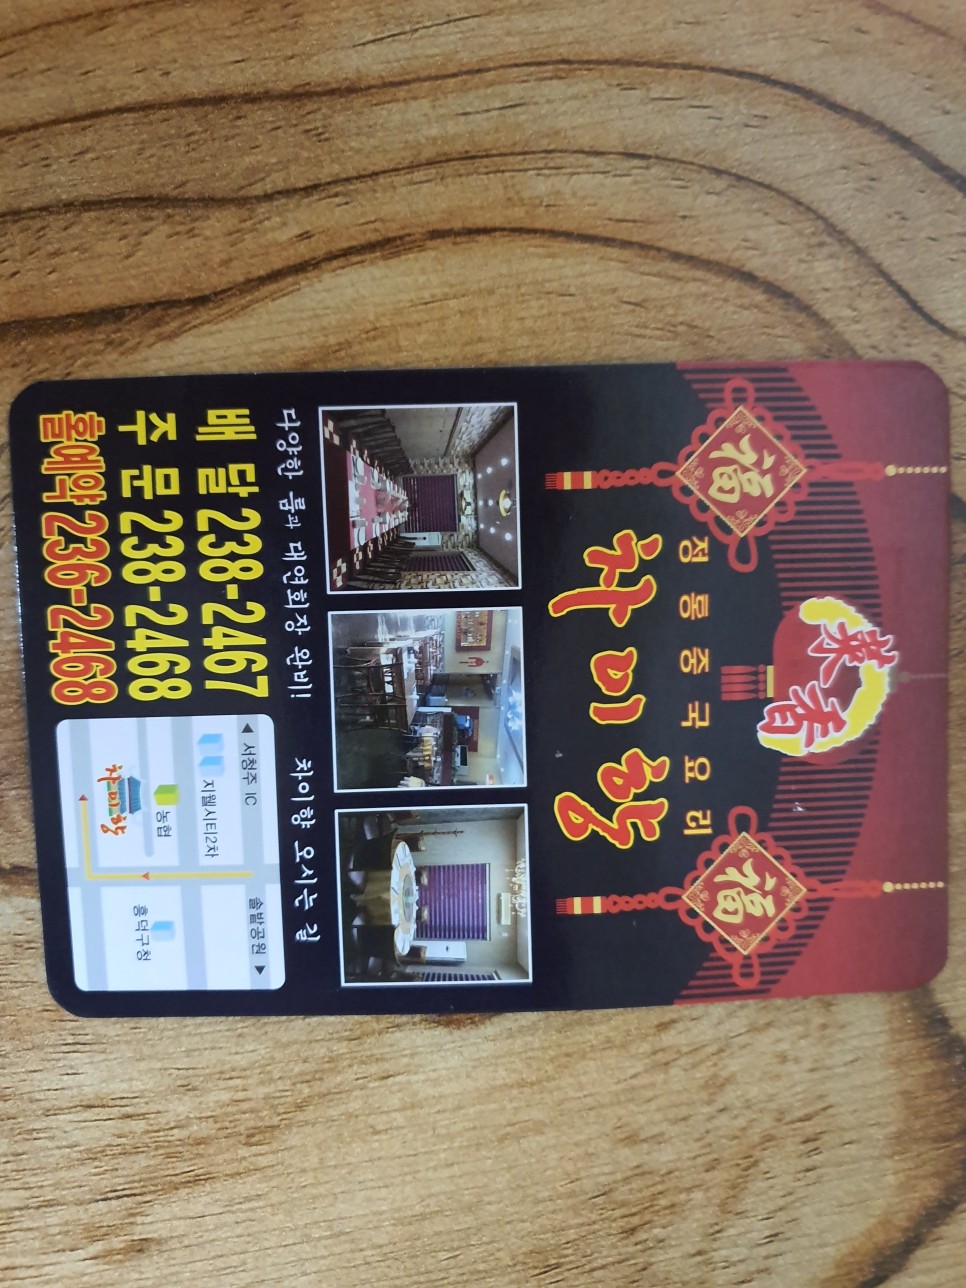 菜香
福 福
정통중국요리
차이향
다양한 룸과 대연회장 완비!
배 달 238-2467
주 문 238-2468
홀예약 236-2468
차이향 오시는 길
◀ 서청주 IC 솔밭공원 ▶
지웰시티2차
농협
흥덕구청
차이향